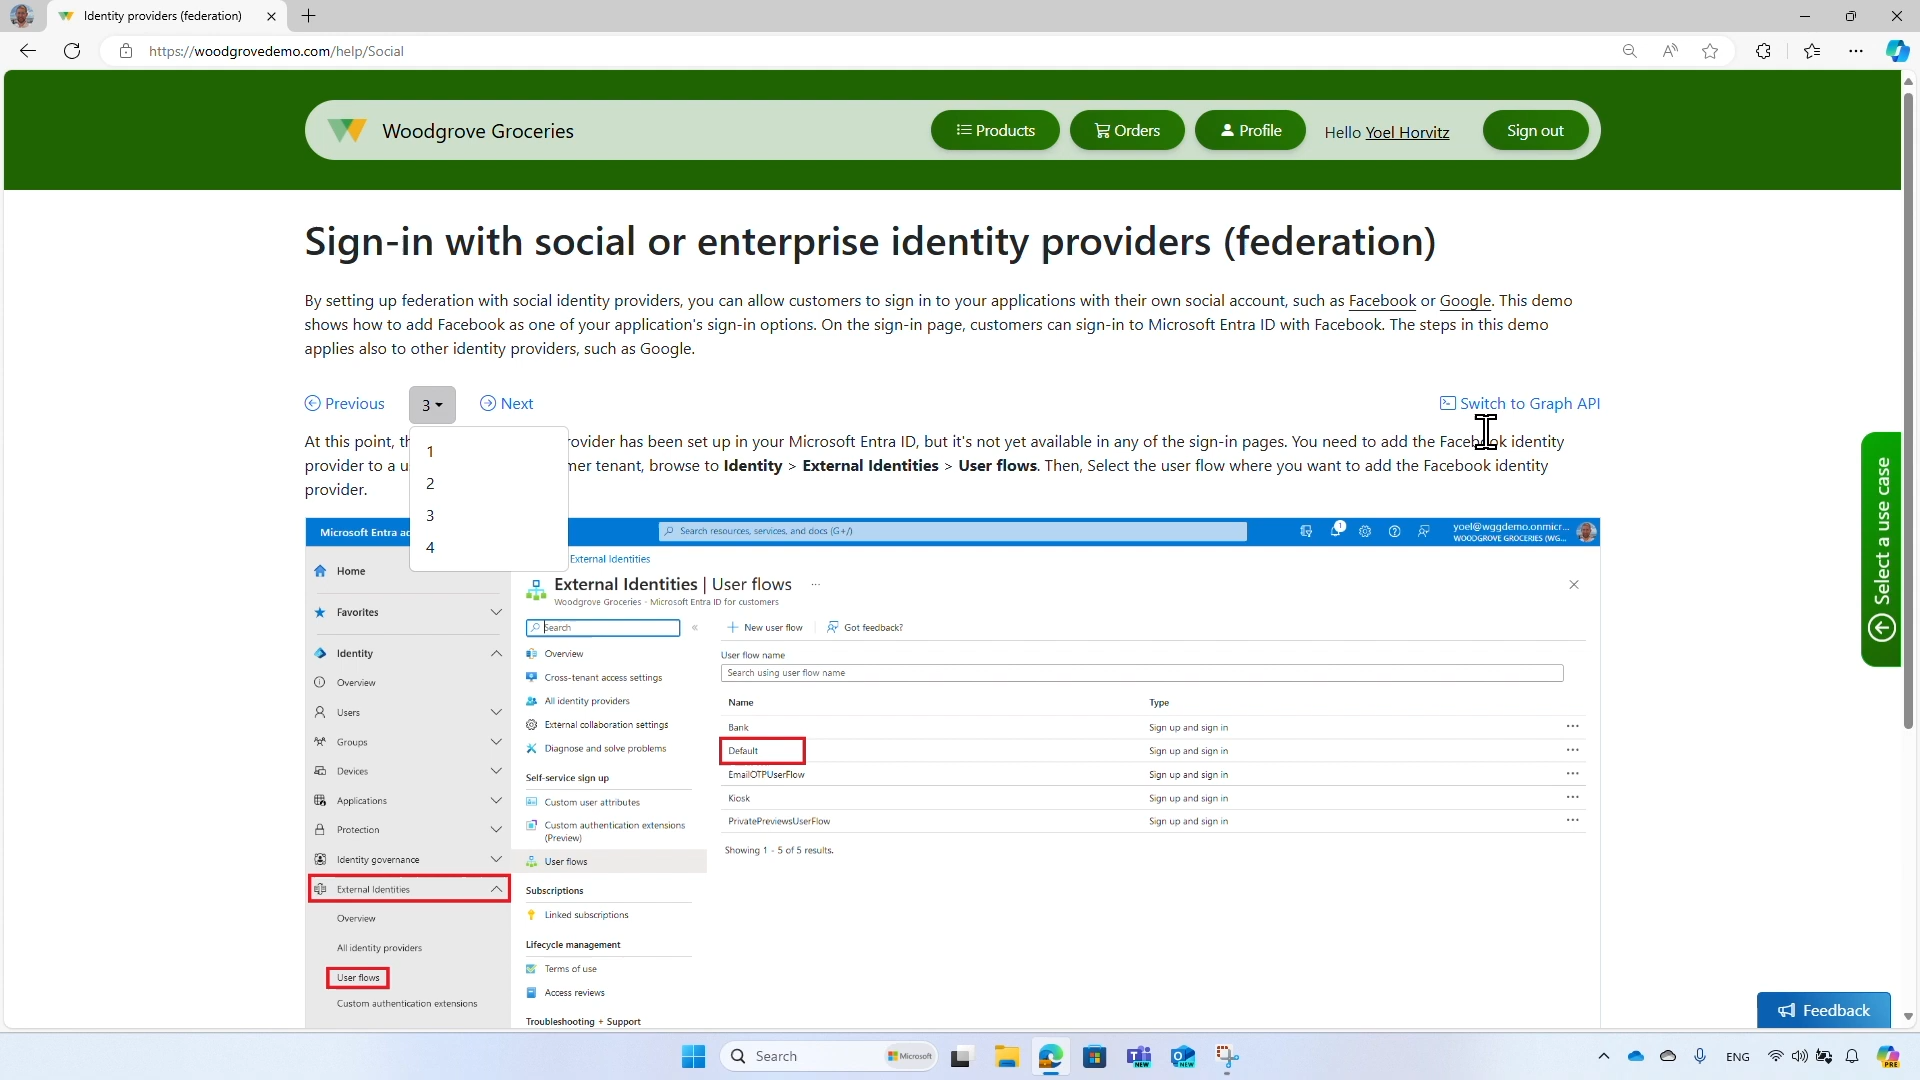 Identity providers (federation)
https://woodgrovedemo.com/help/Social
Woodgrove Groceries
Products
Orders
Profile
Hello Yoel Horvitz
Sign out
Sign-in with social or enterprise identity providers (federation)
By setting up federation with social identity providers, you can allow customers to sign in to your applications with their own social account, such as Facebook or Google. This demo
shows how to add Facebook as one of your application's sign-in options. On the sign-in page, customers can sign-in to Microsoft Entra ID with Facebook. The steps in this demo
applies also to other identity providers, such as Google.
Previous
3
Next
Switch to Graph API
1
2
3
4
At this point, th rovider has been set up in your Microsoft Entra ID, but it's not yet available in any of the sign-in pages. You need to add the Facebook identity
provider to a u mer tenant, browse to Identity > External Identities > User flows. Then, Select the user flow where you want to add the Facebook identity
provider.
Microsoft Entra ad
Search resources, services, and docs (G+/)
1
yoel@wggdemo.onmicr...
WOODGROVE GROCERIES (WG...
Home
Favorites
Identity
Overview
Users
Groups
Devices
Applications
Protection
Identity governance
External Identities
Overview
All identity providers
User flows
Custom authentication extensions
External Identities
External Identities | User flows ...
Woodgrove Groceries - Microsoft Entra ID for customers
Search
«
Overview
Cross-tenant access settings
All identity providers
External collaboration settings
Diagnose and solve problems
Self-service sign up
Custom user attributes
Custom authentication extensions
(Preview)
User flows
Subscriptions
Linked subscriptions
Lifecycle management
Terms of use
Access reviews
Troubleshooting + Support
New user flow
Got feedback?
User flow name
Search using user flow name
Name Type
Bank Sign up and sign in
Default Sign up and sign in
EmailOTPUserFlow Sign up and sign in
Kiosk Sign up and sign in
PrivatePreviewsUserFlow Sign up and sign in
Showing 1 - 5 of 5 results.
Select a use case
Feedback
Search
Microsoft
NEW
NEW
ENG
PRE